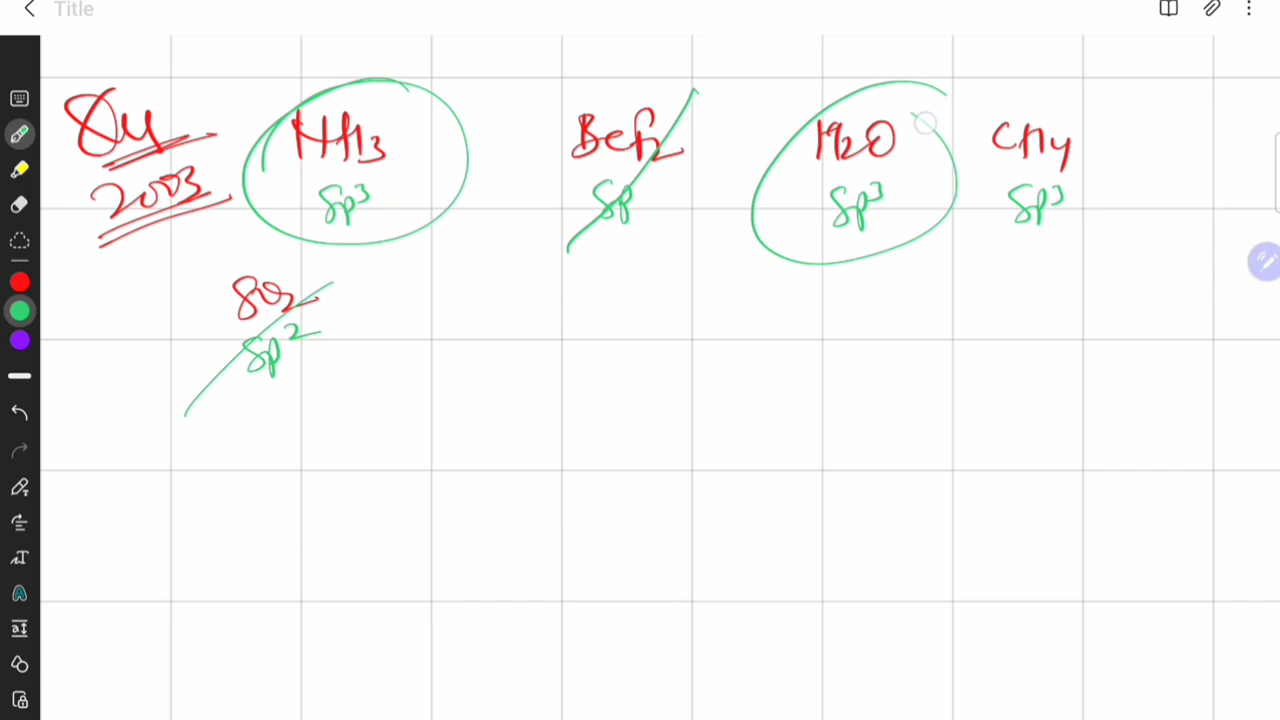 Title
Qu NH3 BeF2 H2O CH4
2003 Sp3 Sp Sp3 Sp3
SO2
Sp2